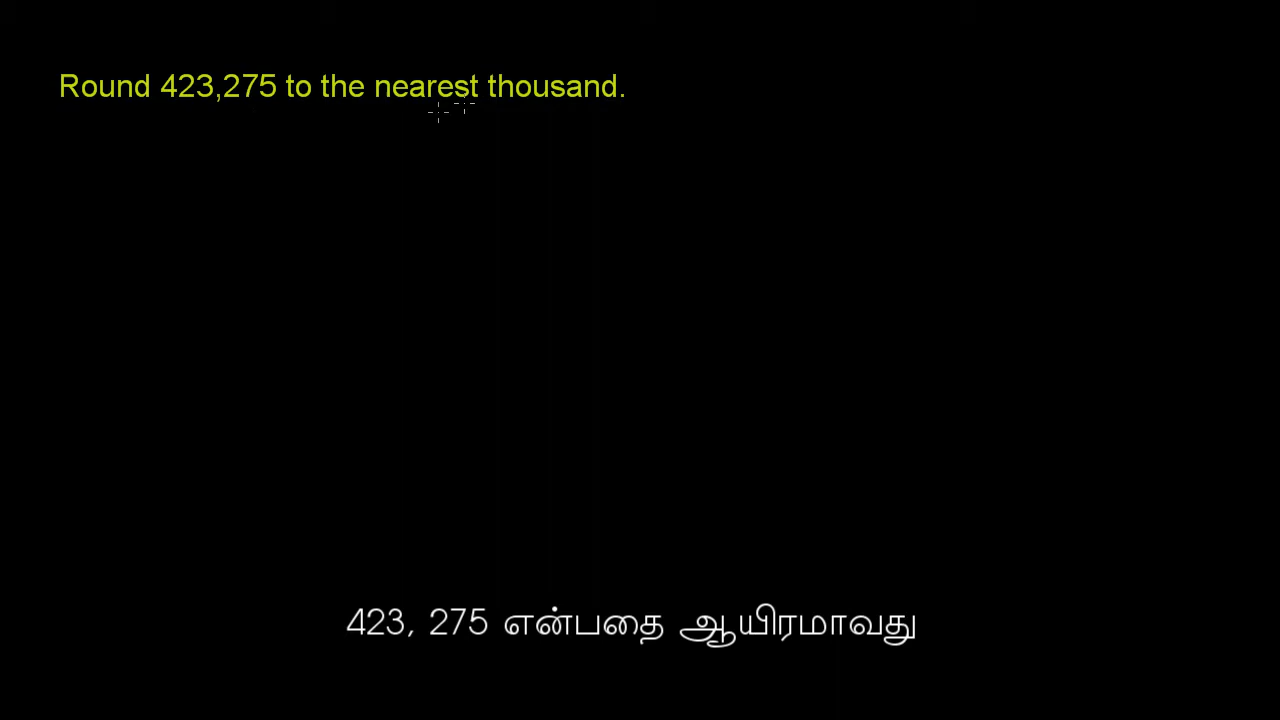 Round 423,275 to the nearest thousand.
423, 275 என்பதை ஆயிரமாவது